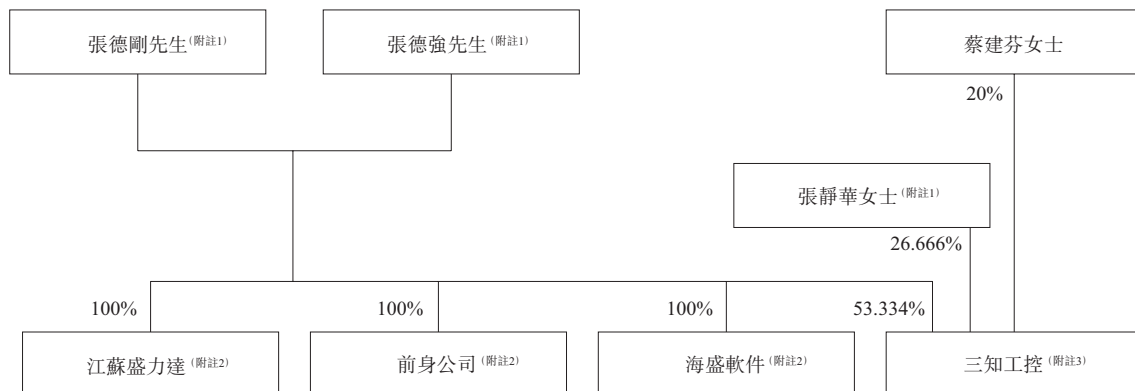 張德剛先生(附註1)
張德強先生(附註1)
蔡建芬女士
20%
張靜華女士(附註1)
26.666%
100%
100%
100%
53.334%
江蘇盛力達(附註2)
前身公司(附註2)
海盛軟件(附註2)
三知工控(附註3)